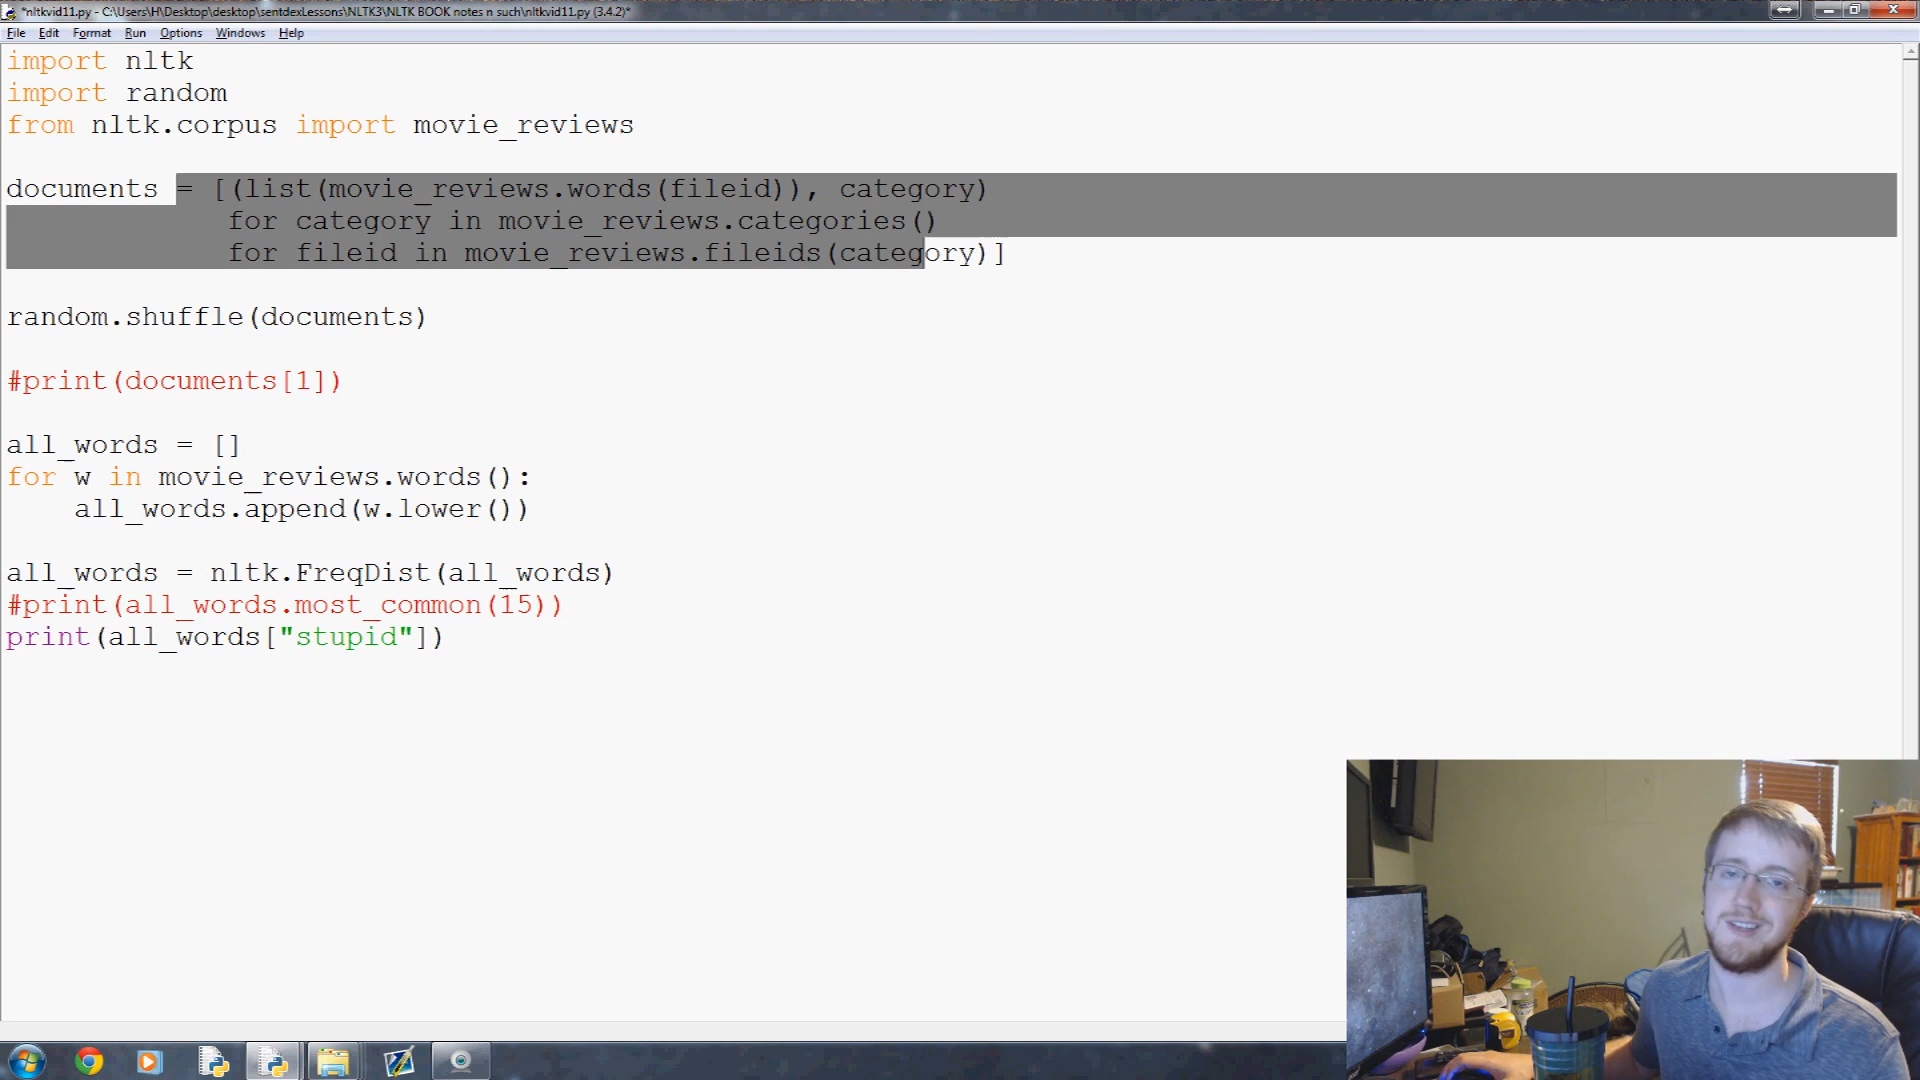 *nltkvid11.py - C:\Users\H\Desktop\desktop\sentdexLessons\NLTK3\NLTK BOOK notes n such\nltkvid11.py (3.4.2)*
File Edit Format Run Options Windows Help
import nltk
import random
from nltk.corpus import movie_reviews
documents = [(list(movie_reviews.words(fileid)), category)
for category in movie_reviews.categories()
for fileid in movie_reviews.fileids(category)]
random.shuffle(documents)
#print(documents[1])
all_words = []
for w in movie_reviews.words():
all_words.append(w.lower())
all_words = nltk.FreqDist(all_words)
#print(all_words.most_common(15))
print(all_words["stupid"])